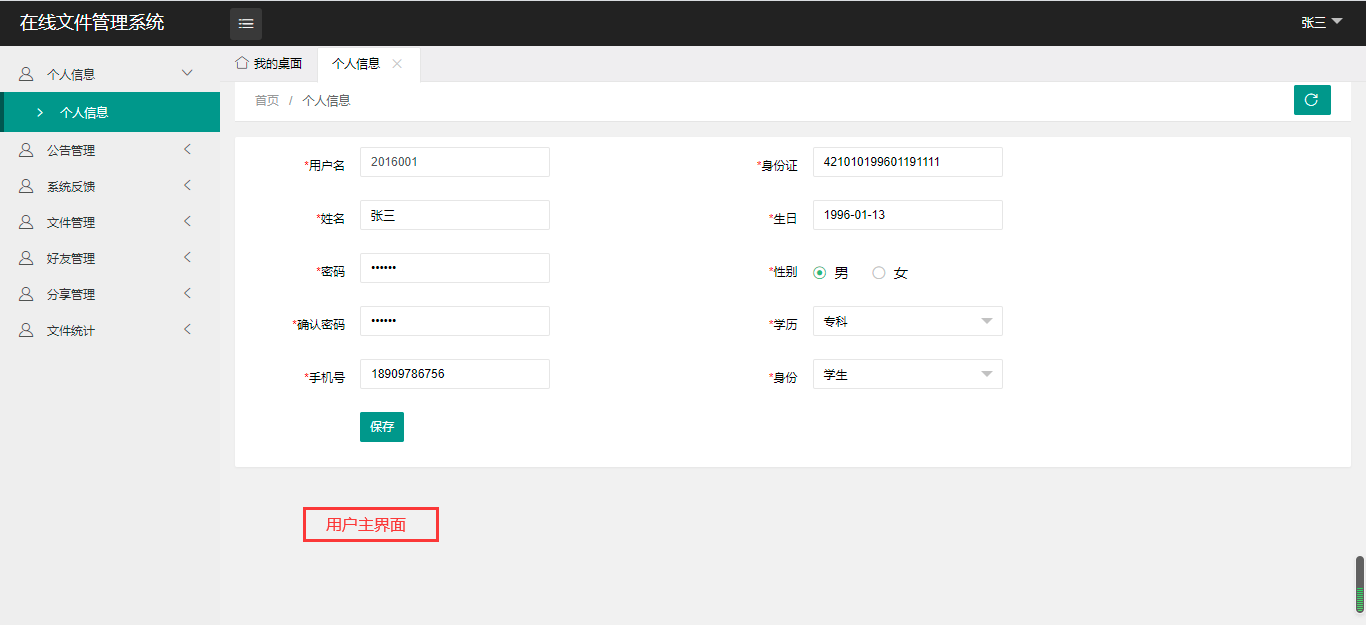 在线文件管理系统
张三
个人信息
个人信息
公告管理
系统反馈
文件管理
好友管理
分享管理
文件统计
我的桌面 个人信息
首页 / 个人信息
*用户名 2016001 *身份证 421010199601191111
*姓名 张三 *生日 1996-01-13
*密码 •••••• *性别 男 女
*确认密码 •••••• *学历 专科
*手机号 18909786756 *身份 学生
保存
用户主界面